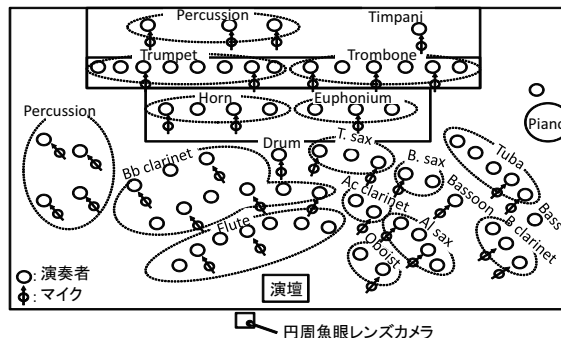 Percussion
Timpani
Trumpet
Trombone
Horn
Euphonium
Percussion
Drum
T. sax
Bb clarinet
B. sax
Tuba
Piano
Ac clarinet
Bassoon
Bass
Flute
Al sax
B clarinet
Oboist
: 演奏者
: マイク
演壇
円周魚眼レンズカメラ